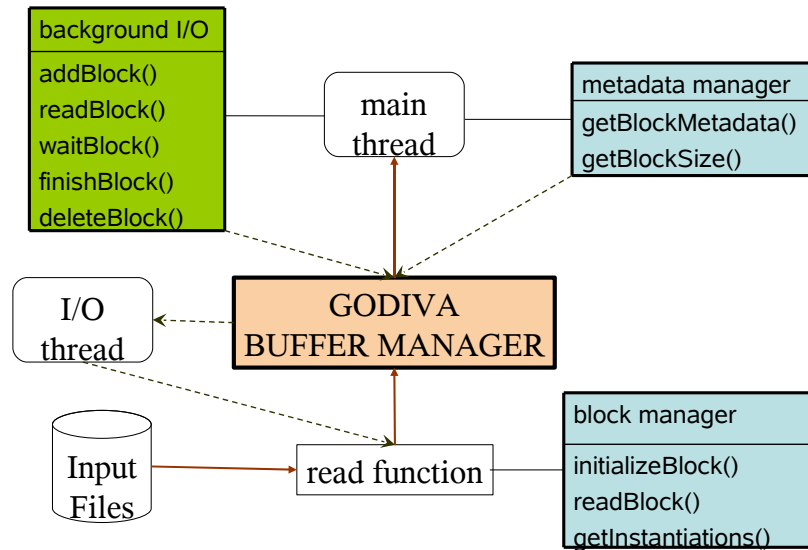 background I/O
addBlock()
readBlock()
waitBlock()
finishBlock()
deleteBlock()
main
thread
metadata manager
getBlockMetadata()
getBlockSize()
I/O
thread
GODIVA
BUFFER MANAGER
Input
Files
read function
block manager
initializeBlock()
readBlock()
getInstantiations()